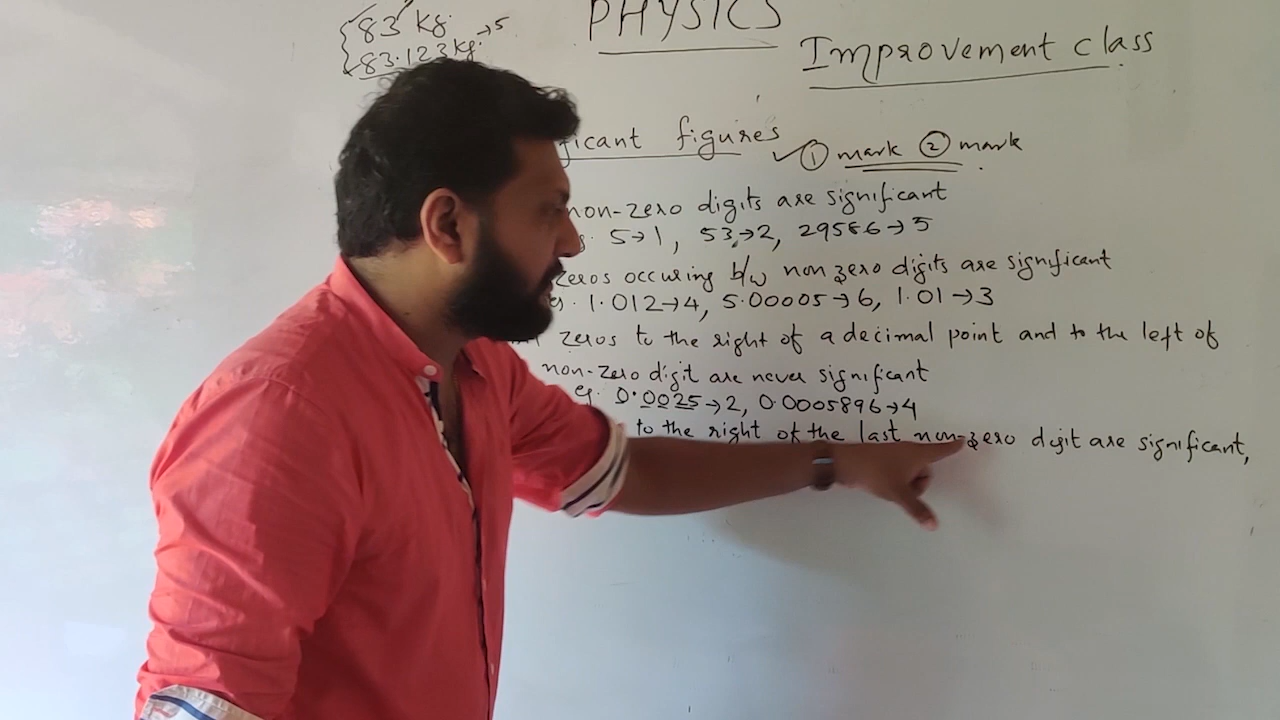 83 kg.
83.123 kg. → 5
PHYSICS
Improvement class
ficant figures ✓ ① mark ② mark
non-zero digits are significant
5→1, 53→2, 29586→5
zeros occuring b/w non zero digits are significant
1.012→4, 5.00005→6, 1.01→3
zeros to the right of a decimal point and to the left of
non-zero digit are never significant
0.0025→2, 0.0005896→4
to the right of the last non-zero digit are significant,